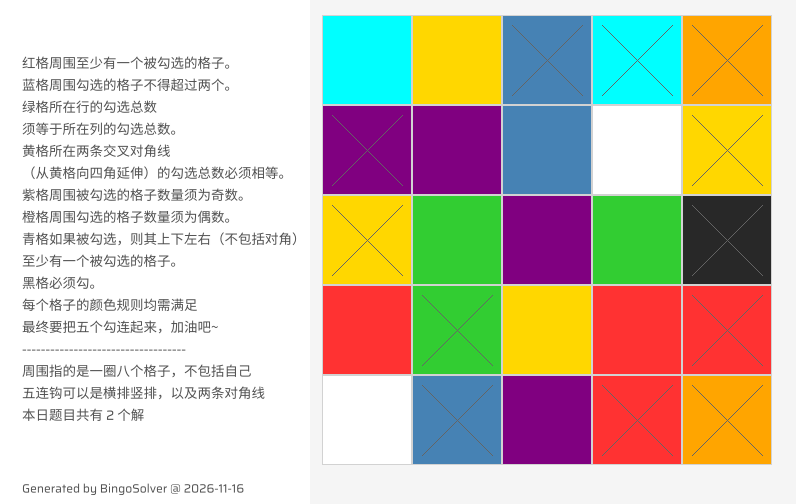 红格周围至少有一个被勾选的格子。
蓝格周围勾选的格子不得超过两个。
绿格所在行的勾选总数
须等于所在列的勾选总数。
黄格所在两条交叉对角线
（从黄格向四角延伸）的勾选总数必须相等。
紫格周围被勾选的格子数量须为奇数。
橙格周围勾选的格子数量须为偶数。
青格如果被勾选，则其上下左右（不包括对角）
至少有一个被勾选的格子。
黑格必须勾。
每个格子的颜色规则均需满足
最终要把五个勾连起来，加油吧~
-----------------------------------
周围指的是一圈八个格子，不包括自己
五连钩可以是横排竖排，以及两条对角线
本日题目共有 2 个解
Generated by BingoSolver @ 2026-11-16